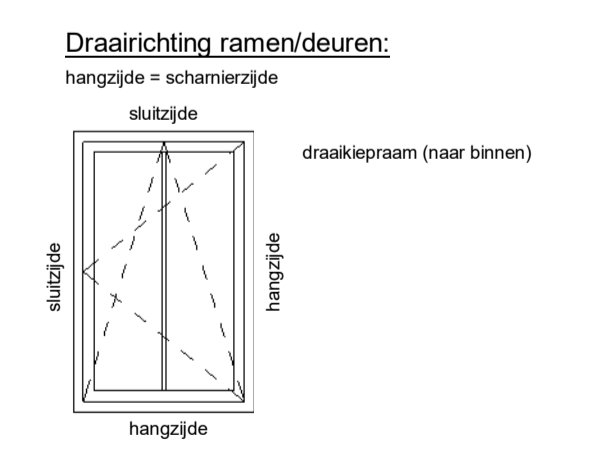 Draairichting ramen/deuren:
hangzijde = scharnierzijde
sluitzijde
draaikiepraam (naar binnen)
sluitzijde
hangzijde
hangzijde